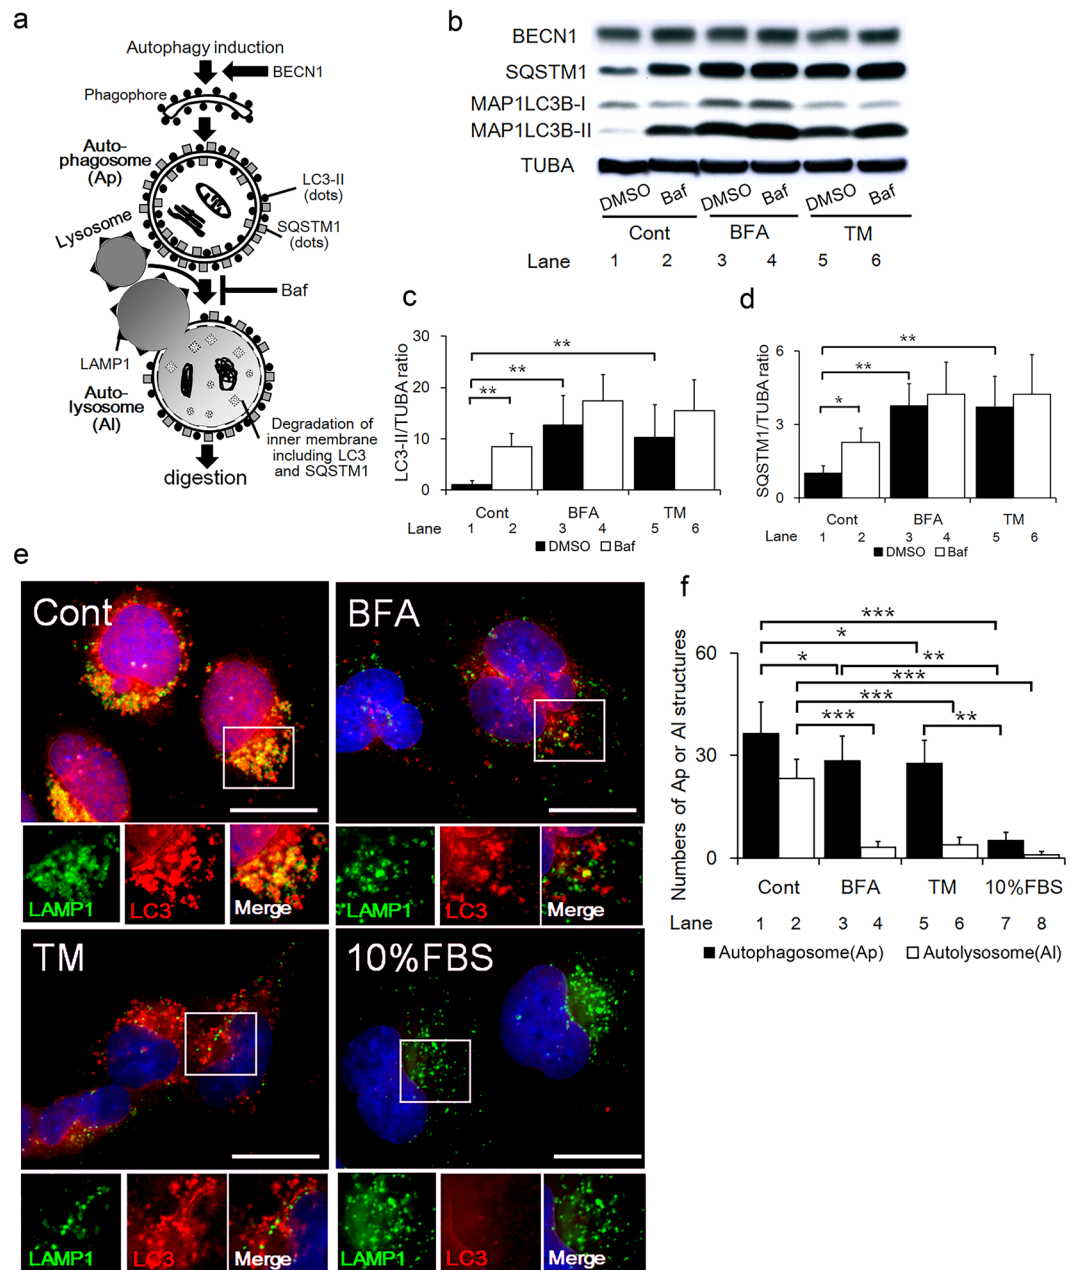 a
Autophagy induction
BECN1
Phagophore
Auto-
phagosome
(Ap)
LC3-II
(dots)
SQSTM1
(dots)
Lysosome
Baf
LAMP1
Auto-
lysosome
(Al)
Degradation of
inner membrane
including LC3
and SQSTM1
digestion
b
BECN1
SQSTM1
MAP1LC3B-I
MAP1LC3B-II
TUBA
DMSO Baf DMSO Baf DMSO Baf
Cont BFA TM
Lane 1 2 3 4 5 6
c
LC3-II/TUBA ratio
30
20
10
0
**
**
**
Cont BFA TM
Lane 1 2 3 4 5 6
DMSO Baf
d
SQSTM1/TUBA ratio
6
3
0
**
**
*
Cont BFA TM
Lane 1 2 3 4 5 6
DMSO Baf
e
Cont
LAMP1 LC3 Merge
BFA
LAMP1 LC3 Merge
TM
LAMP1 LC3 Merge
10%FBS
LAMP1 LC3 Merge
f
Numbers of Ap or Al structures
60
30
0
***
*
* **
***
***
*** **
Cont BFA TM 10%FBS
Lane 1 2 3 4 5 6 7 8
Autophagosome(Ap) Autolysosome(Al)